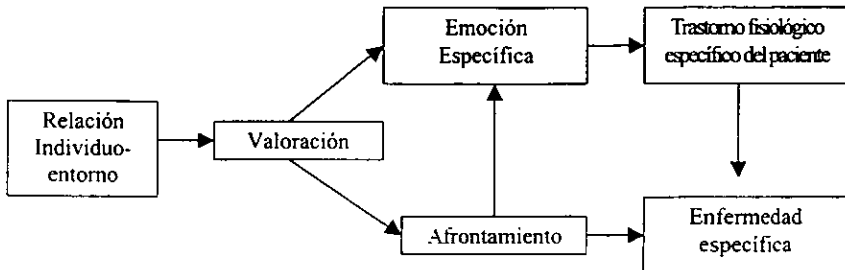 Emoción
Específica
Trastorno fisiológico
específico del paciente
Relación
Individuo-
entorno
Valoración
Afrontamiento
Enfermedad
específica